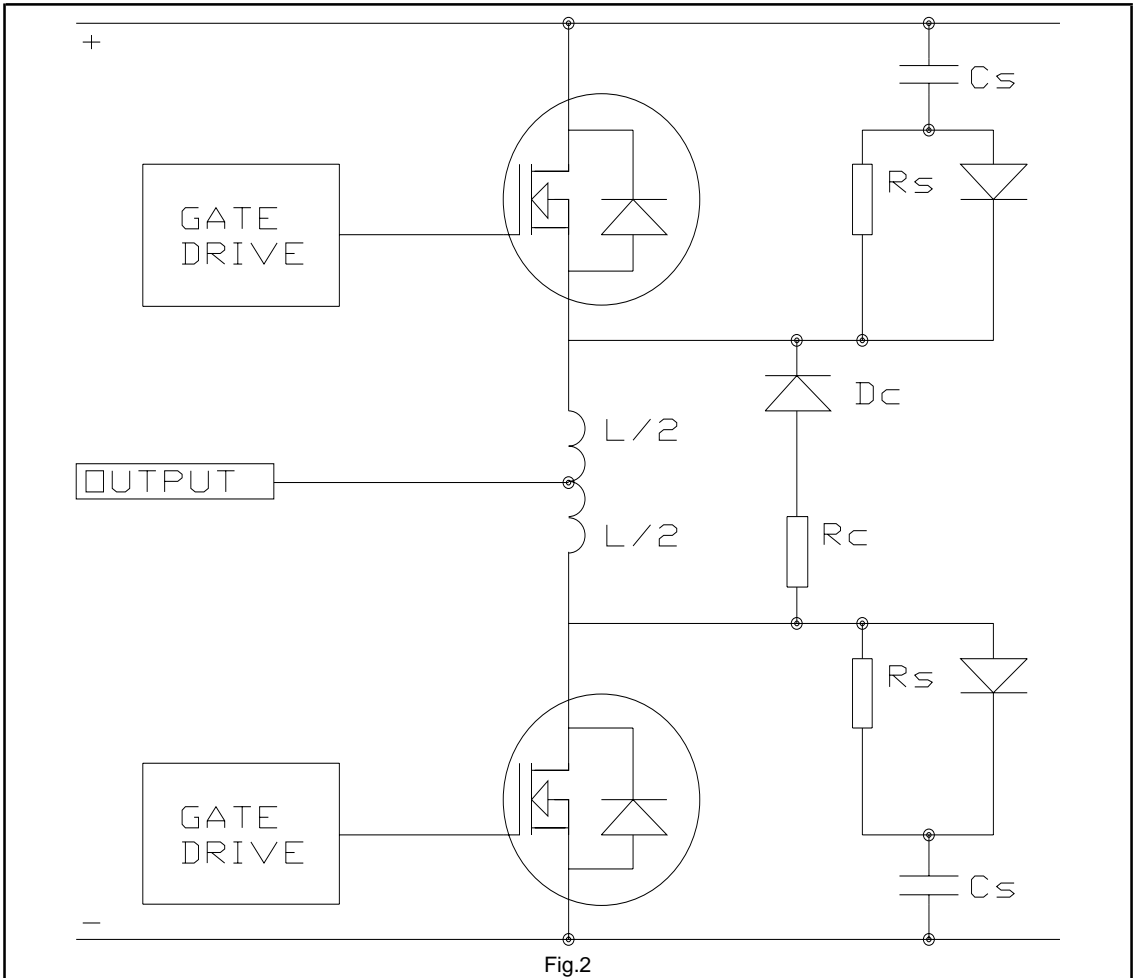 +
Cs
Rs
GATE
DRIVE
Dc
L/2
OUTPUT
L/2
Rc
Rs
GATE
DRIVE
Cs
−
Fig.2